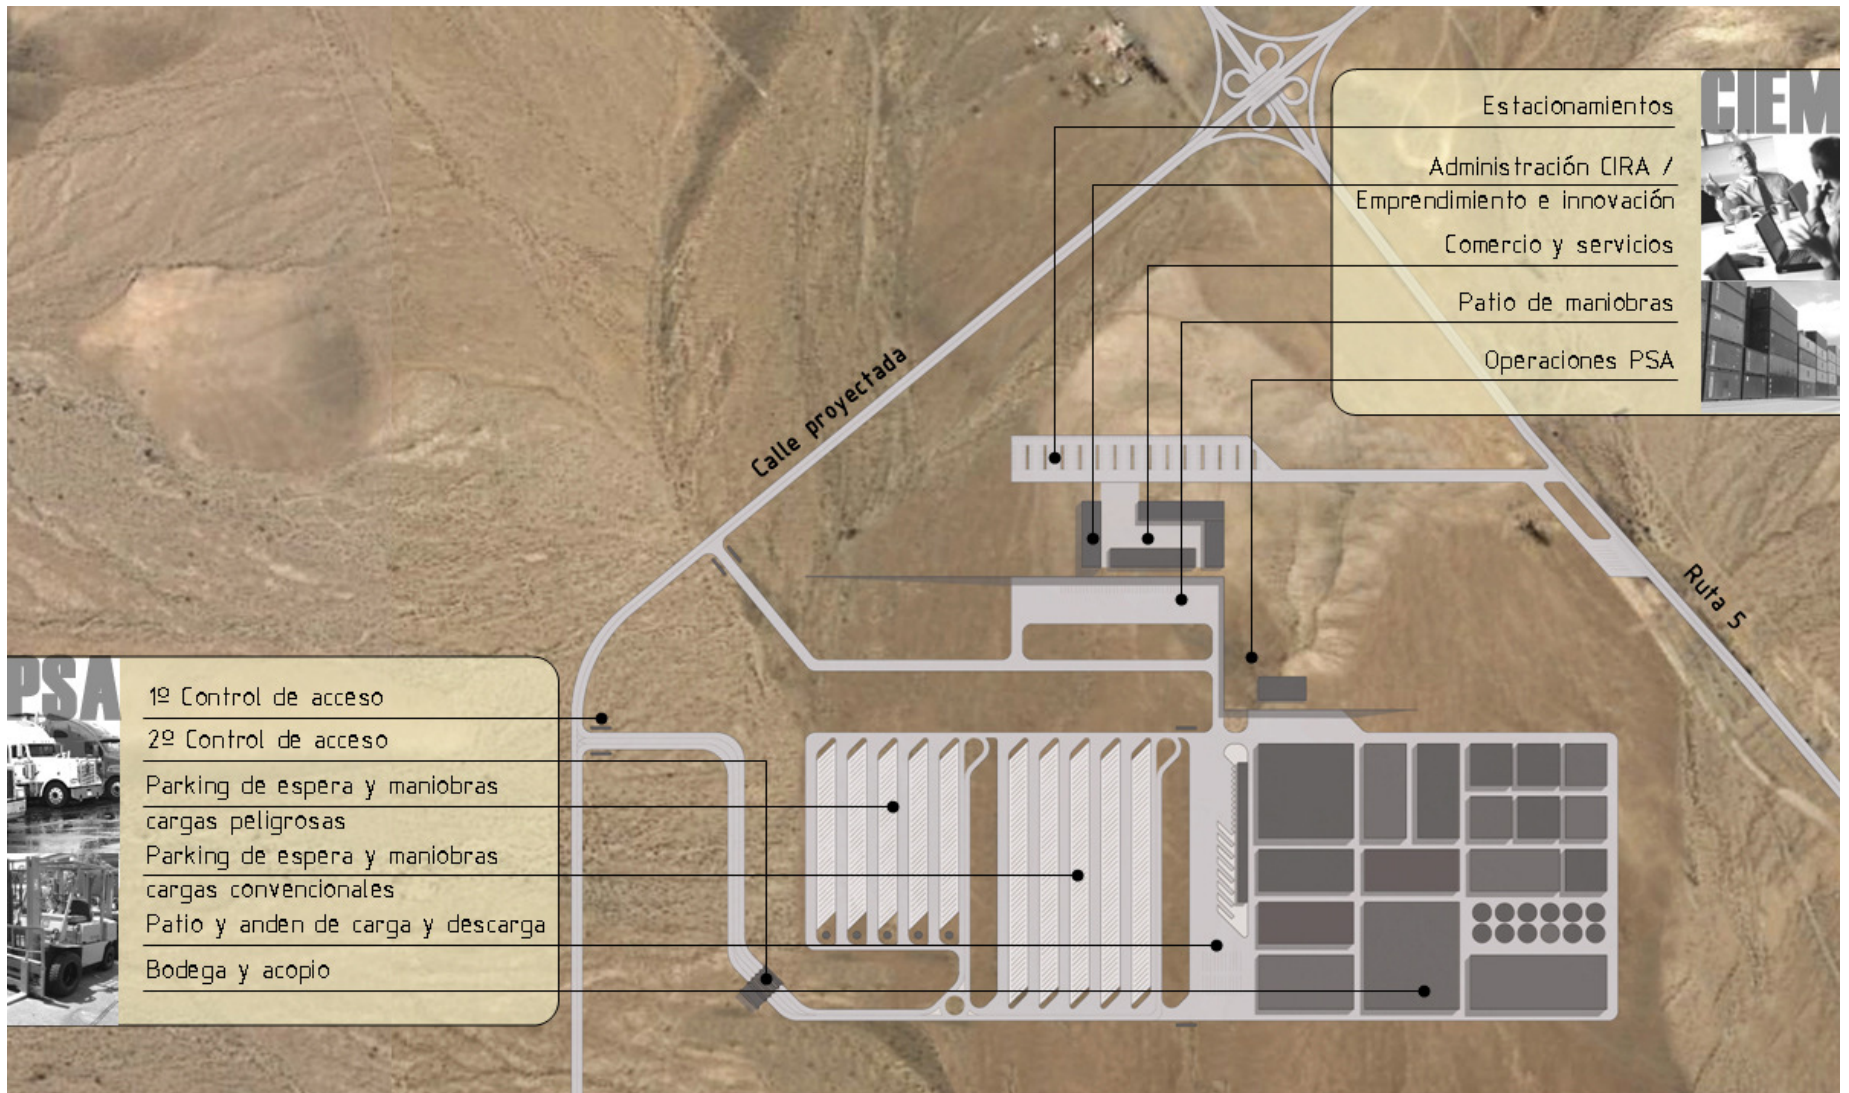 CIEM
Estacionamientos
Administración CIRA /
Emprendimiento e innovación
Comercio y servicios
Patio de maniobras
Operaciones PSA
Calle proyectada
Ruta 5
PSA
1º Control de acceso
2º Control de acceso
Parking de espera y maniobras
cargas peligrosas
Parking de espera y maniobras
cargas convencionales
Patio y anden de carga y descarga
Bodega y acopio